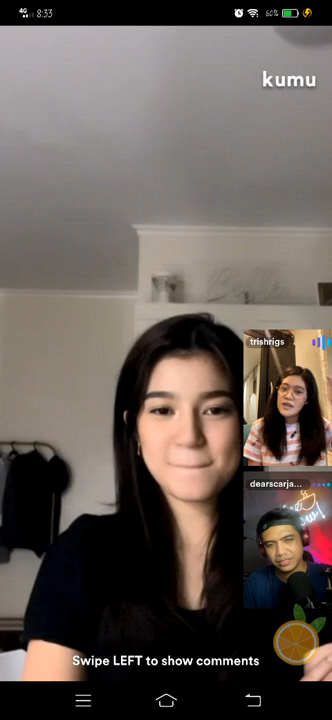 4G 8:33 60%
kumu
trishrigs
dearscarja...
Swipe LEFT to show comments